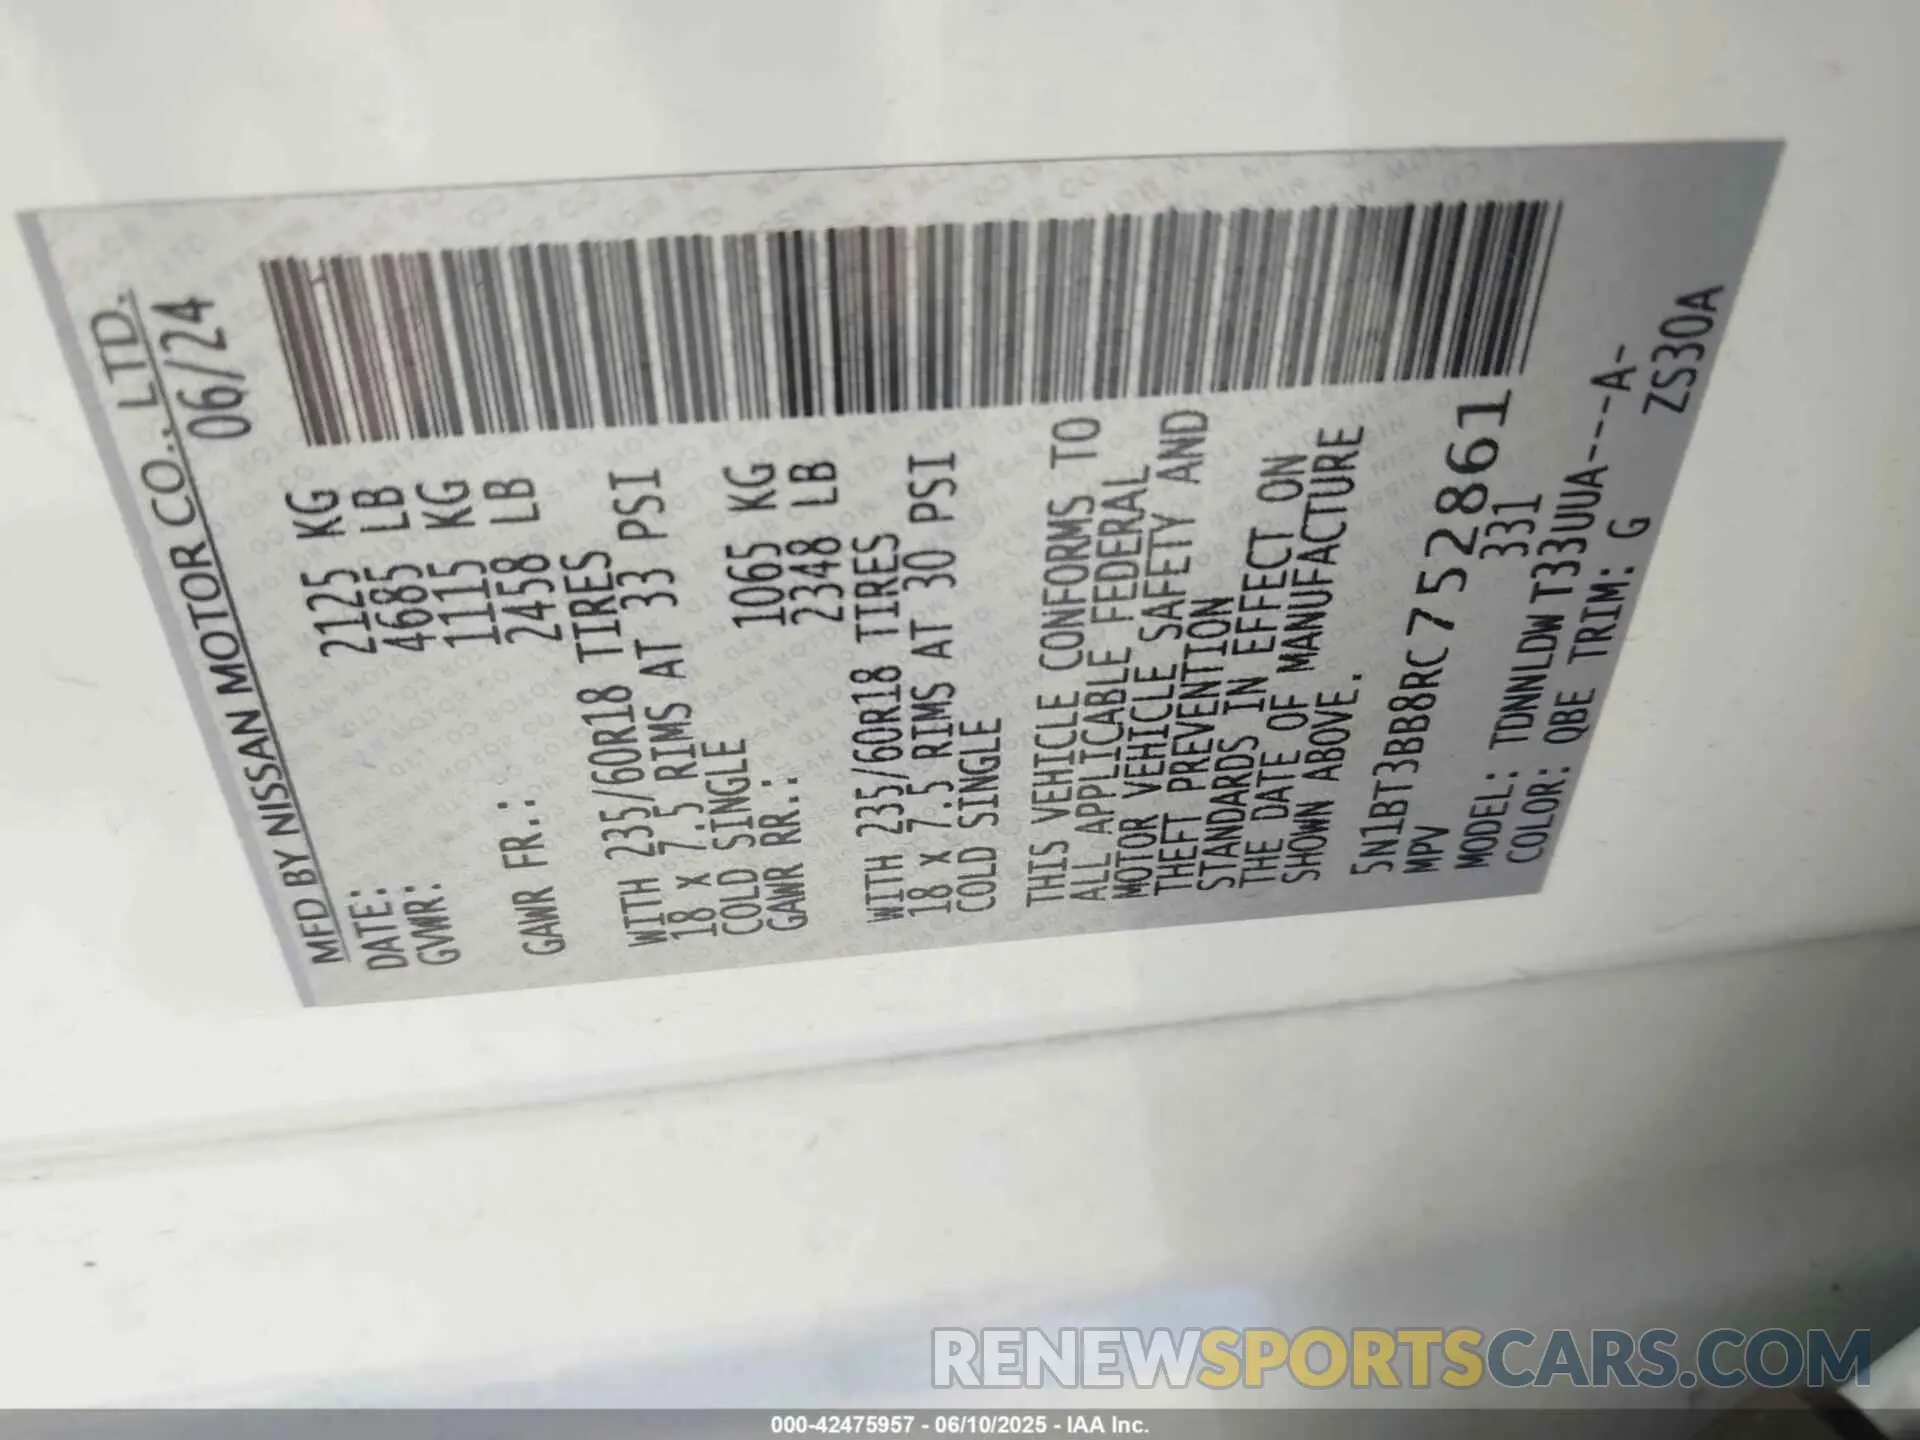 MFD BY NISSAN MOTOR CO., LTD.
DATE: 06/24
GVWR: 2125 KG
4685 LB
GAWR FR.: 1115 KG
2458 LB
WITH 235/60R18 TIRES
18 X 7.5 RIMS AT 33 PSI
COLD SINGLE
GAWR RR.: 1065 KG
2348 LB
WITH 235/60R18 TIRES
18 X 7.5 RIMS AT 30 PSI
COLD SINGLE
THIS VEHICLE CONFORMS TO
ALL APPLICABLE FEDERAL
MOTOR VEHICLE SAFETY AND
THEFT PREVENTION
STANDARDS IN EFFECT ON
THE DATE OF MANUFACTURE
SHOWN ABOVE.
5N1BT3BB8RC752861
MPV 331
MODEL: TDNNLDWT33UUA----A-
COLOR: QBE TRIM: G ZS30A
RENEWSPORTSCARS.COM
000-42475957 - 06/10/2025 - IAA Inc.